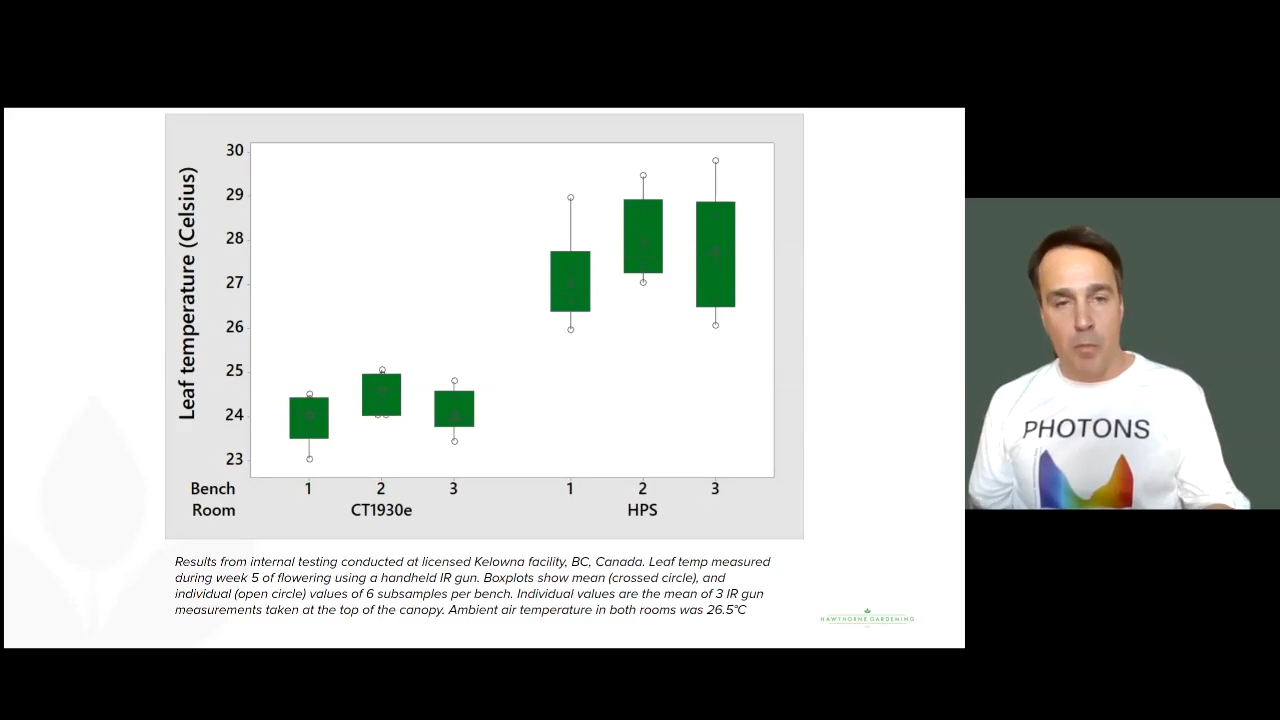 Leaf temperature (Celsius)
30
29
28
27
26
25
24
23
Bench 1 2 3 1 2 3
Room CT1930e HPS
Results from internal testing conducted at licensed Kelowna facility, BC, Canada. Leaf temp measured
during week 5 of flowering using a handheld IR gun. Boxplots show mean (crossed circle), and
individual (open circle) values of 6 subsamples per bench. Individual values are the mean of 3 IR gun
measurements taken at the top of the canopy. Ambient air temperature in both rooms was 26.5°C
HAWTHORNE GARDENING
PHOTONS